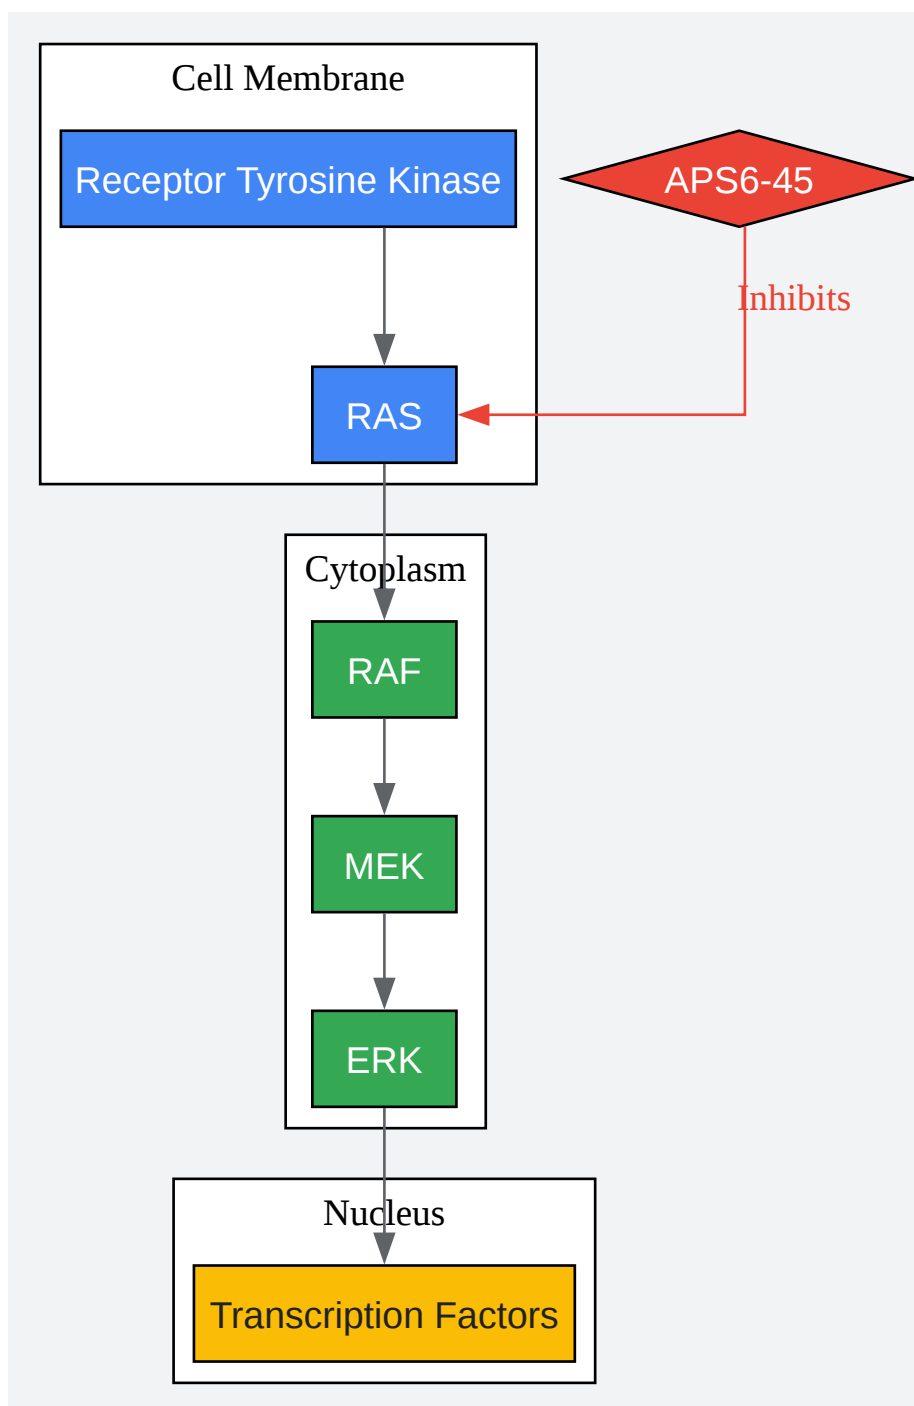 Cell Membrane
Receptor Tyrosine Kinase
APS6-45
Inhibits
RAS
Cytoplasm
RAF
MEK
ERK
Nucleus
Transcription Factors